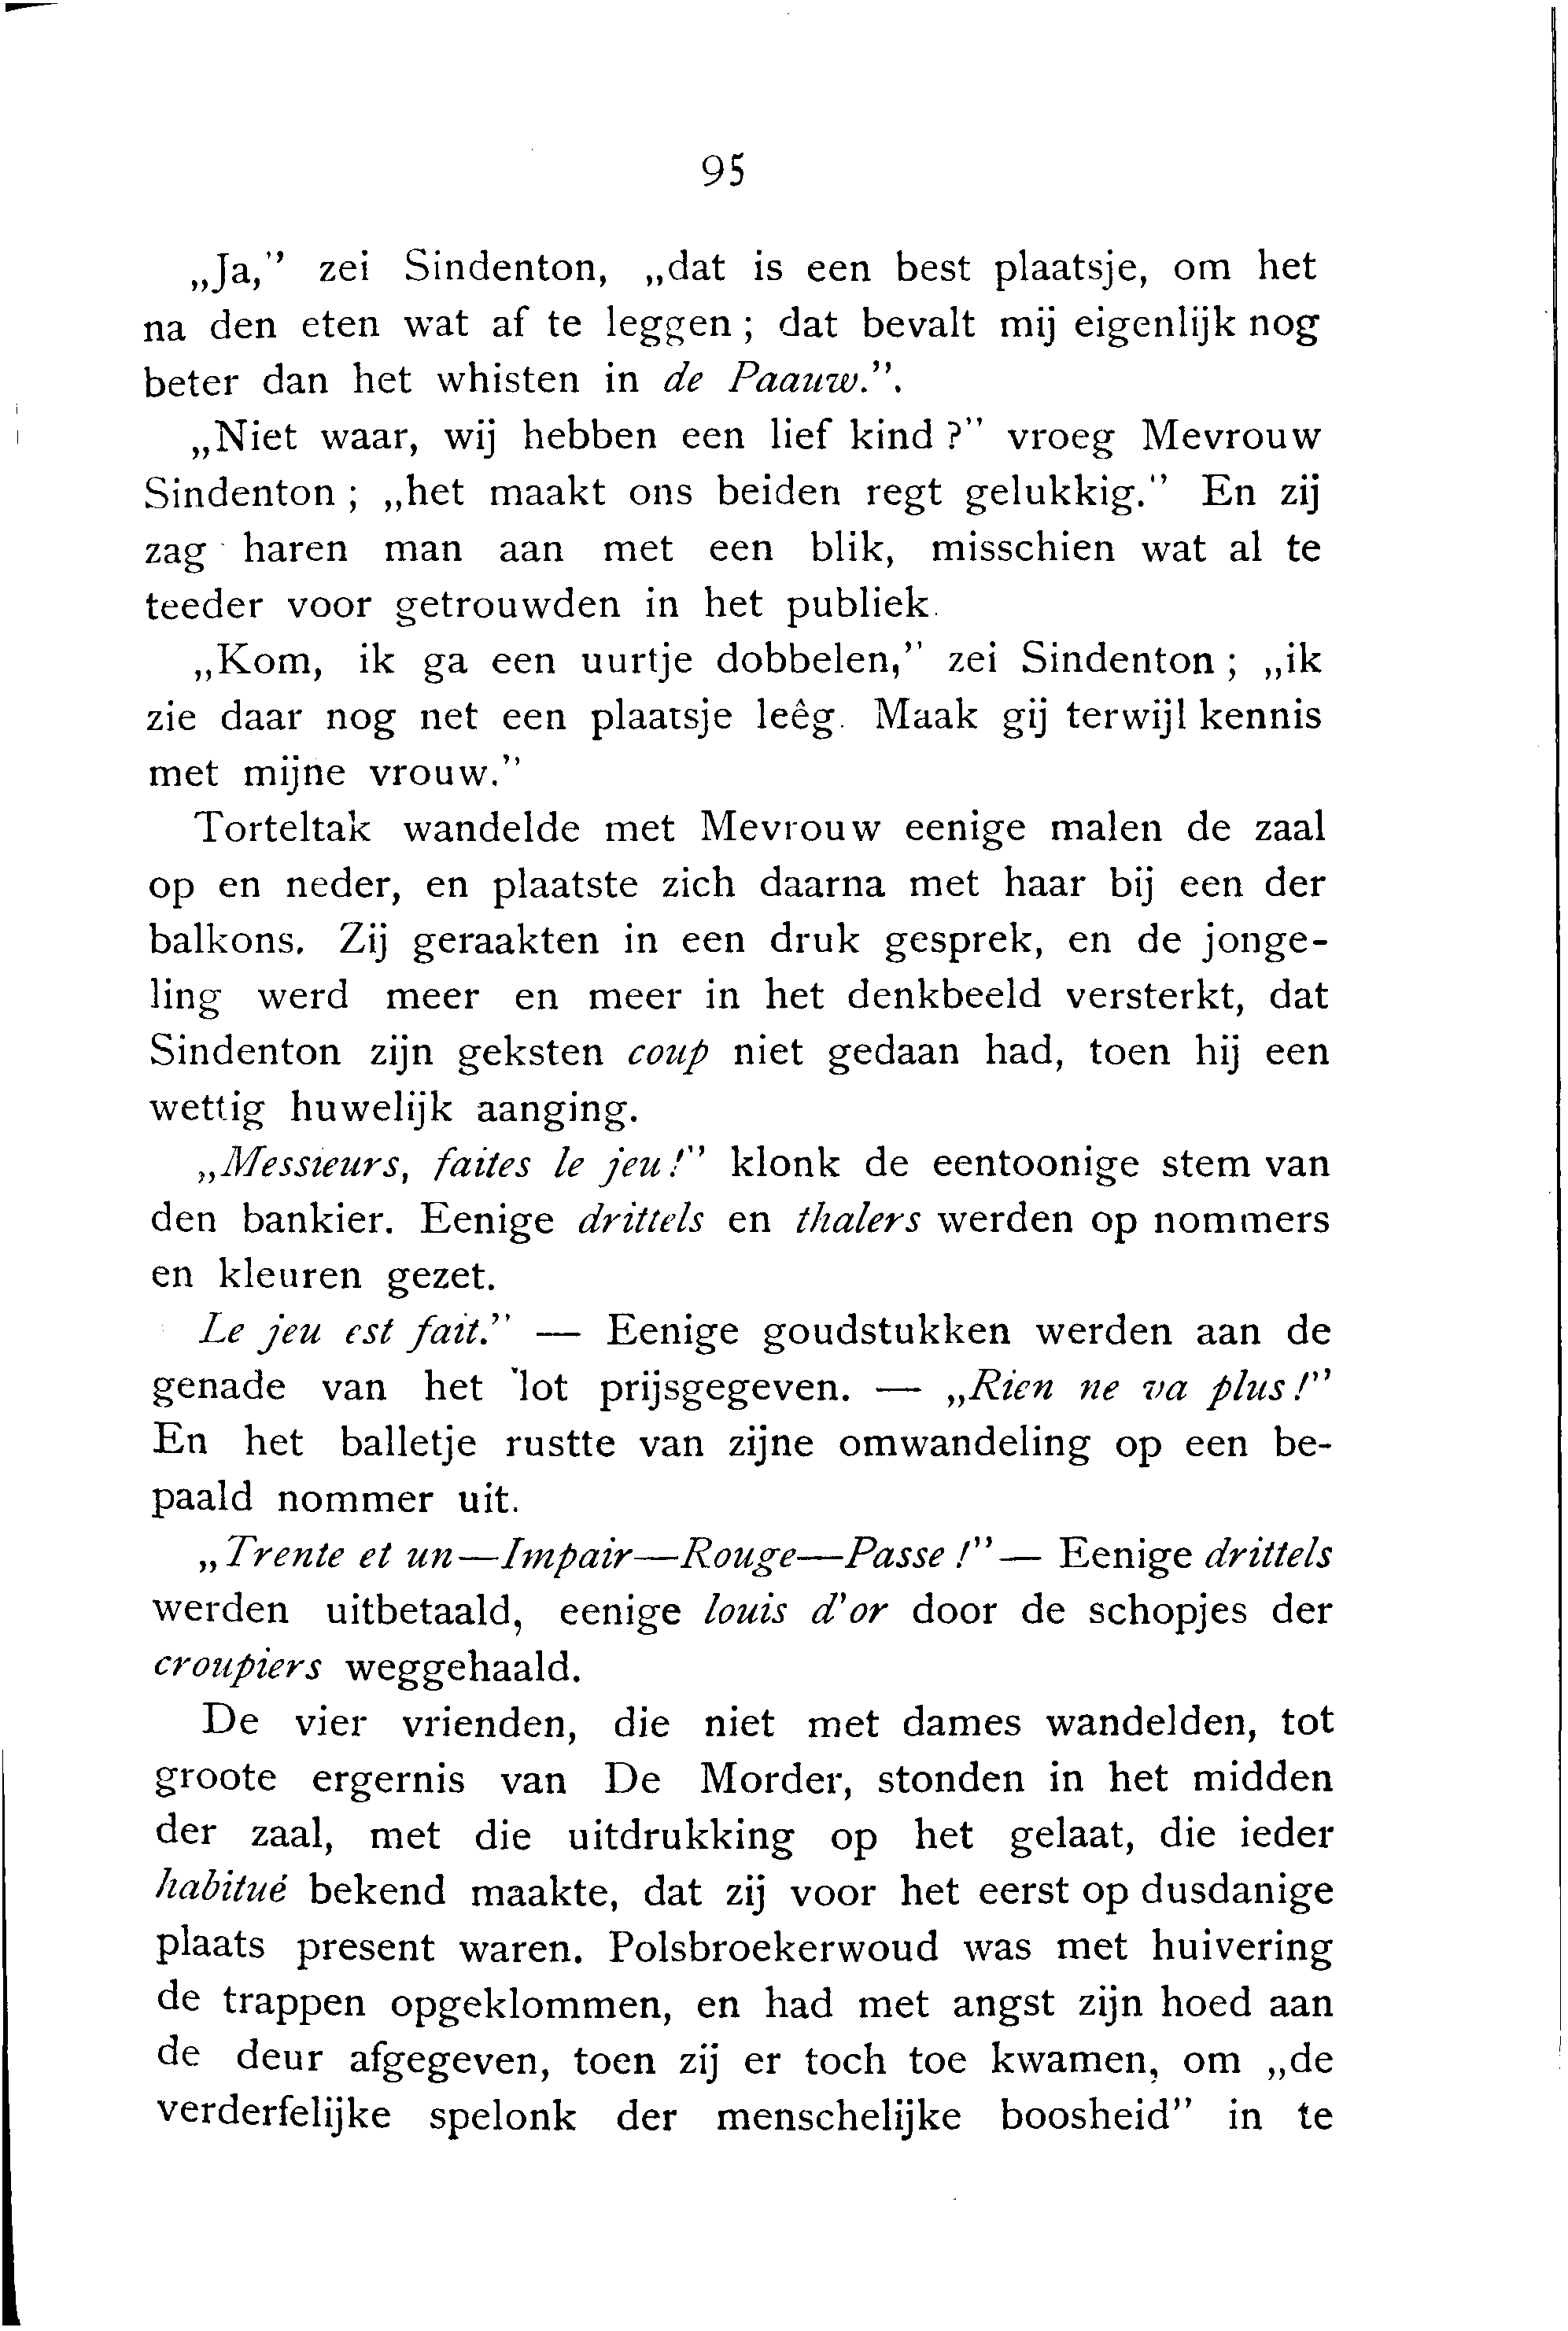 95
„Ja,” zei Sindenton, „dat is een best plaatsje, om het
na den eten wat af te leggen; dat bevalt mij eigenlijk nog
beter dan het whisten in de Paauw.”.
„Niet waar, wij hebben een lief kind?” vroeg Mevrouw
Sindenton; „het maakt ons beiden regt gelukkig.” En zij
zag haren man aan met een blik, misschien wat al te
teeder voor getrouwden in het publiek.
„Kom, ik ga een uurtje dobbelen,” zei Sindenton; „ik
zie daar nog net een plaatsje leêg. Maak gij terwijl kennis
met mijne vrouw.”
Torteltak wandelde met Mevrouw eenige malen de zaal
op en neder, en plaatste zich daarna met haar bij een der
balkons. Zij geraakten in een druk gesprek, en de jonge-
ling werd meer en meer in het denkbeeld versterkt, dat
Sindenton zijn geksten coup niet gedaan had, toen hij een
wettig huwelijk aanging.
„Messieurs, faites le jeu!” klonk de eentoonige stem van
den bankier. Eenige drittels en thalers werden op nommers
en kleuren gezet.
Le jeu est fait.” — Eenige goudstukken werden aan de
genade van het lot prijsgegeven. — „Rien ne va plus!”
En het balletje rustte van zijne omwandeling op een be-
paald nommer uit.
„Trente et un—Impair—Rouge—Passe!” — Eenige drittels
werden uitbetaald, eenige louis d'or door de schopjes der
croupiers weggehaald.
De vier vrienden, die niet met dames wandelden, tot
groote ergernis van De Morder, stonden in het midden
der zaal, met die uitdrukking op het gelaat, die ieder
habitué bekend maakte, dat zij voor het eerst op dusdanige
plaats present waren. Polsbroekerwoud was met huivering
de trappen opgeklommen, en had met angst zijn hoed aan
de deur afgegeven, toen zij er toch toe kwamen, om „de
verderfelijke spelonk der menschelijke boosheid” in te